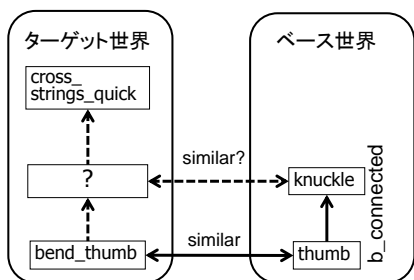 ターゲット世界
ベース世界
cross_
strings_quick
similar?
?
knuckle
b_connected
similar
bend_thumb
thumb